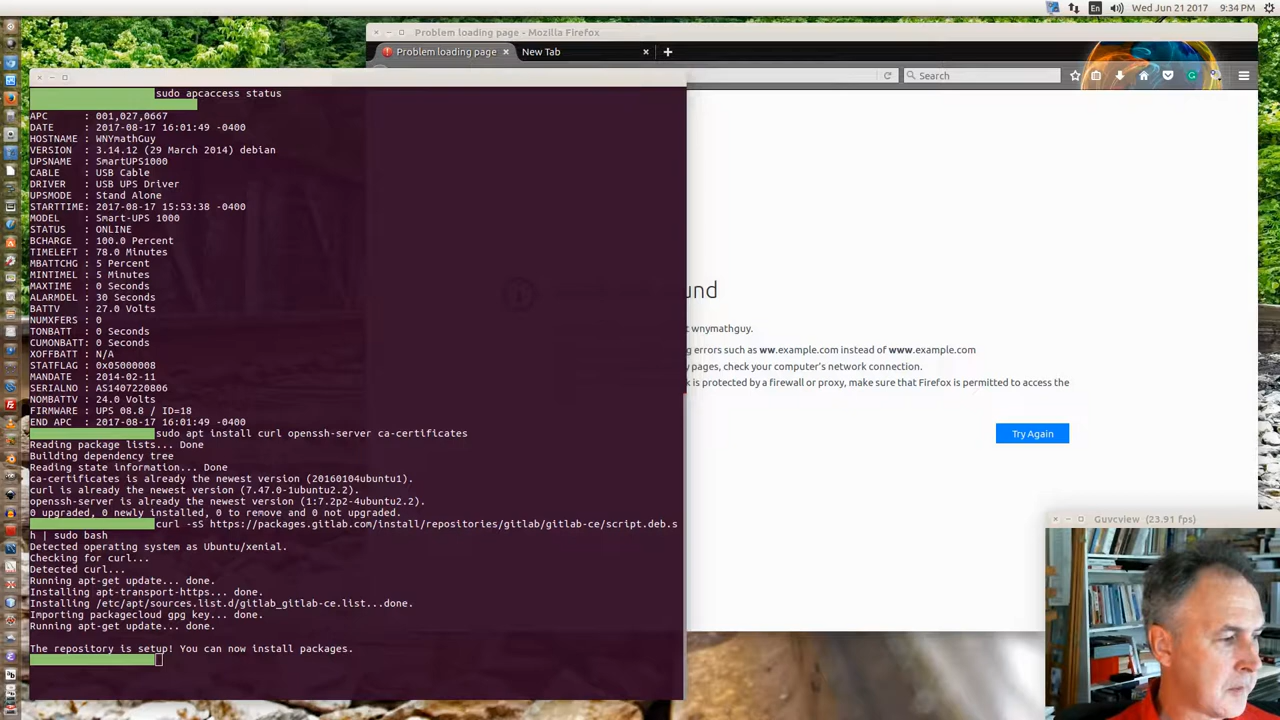 En
Wed Jun 21 2017
9:34 PM
Problem loading page - Mozilla Firefox
Problem loading page
New Tab
Search
sudo apcaccess status
APC      : 001,027,0667
DATE     : 2017-08-17 16:01:49 -0400
HOSTNAME : WNYmathGuy
VERSION  : 3.14.12 (29 March 2014) debian
UPSNAME  : SmartUPS1000
CABLE    : USB Cable
DRIVER   : USB UPS Driver
UPSMODE  : Stand Alone
STARTTIME: 2017-08-17 15:53:38 -0400
MODEL    : Smart-UPS 1000
STATUS   : ONLINE
BCHARGE  : 100.0 Percent
TIMELEFT : 78.0 Minutes
MBATTCHG : 5 Percent
MINTIMEL : 5 Minutes
MAXTIME  : 0 Seconds
ALARMDEL : 30 Seconds
BATTV    : 27.0 Volts
NUMXFERS : 0
TONBATT  : 0 Seconds
CUMONBATT: 0 Seconds
XOFFBATT : N/A
STATFLAG : 0x05000008
MANDATE  : 2014-02-11
SERIALNO : AS1407220806
NOMBATTV : 24.0 Volts
FIRMWARE : UPS 08.8 / ID=18
END APC  : 2017-08-17 16:01:49 -0400
sudo apt install curl openssh-server ca-certificates
Reading package lists... Done
Building dependency tree
Reading state information... Done
ca-certificates is already the newest version (20160104ubuntu1).
curl is already the newest version (7.47.0-1ubuntu2.2).
openssh-server is already the newest version (1:7.2p2-4ubuntu2.2).
0 upgraded, 0 newly installed, 0 to remove and 0 not upgraded.
curl -sS https://packages.gitlab.com/install/repositories/gitlab/gitlab-ce/script.deb.s
h | sudo bash
Detected operating system as Ubuntu/xenial.
Checking for curl...
Detected curl...
Running apt-get update... done.
Installing apt-transport-https... done.
Installing /etc/apt/sources.list.d/gitlab_gitlab-ce.list...done.
Importing packagecloud gpg key... done.
Running apt-get update... done.
The repository is setup! You can now install packages.
und
t wnymathguy.
g errors such as ww.example.com instead of www.example.com
y pages, check your computer's network connection.
k is protected by a firewall or proxy, make sure that Firefox is permitted to access the
Try Again
Guvcview (23.91 fps)